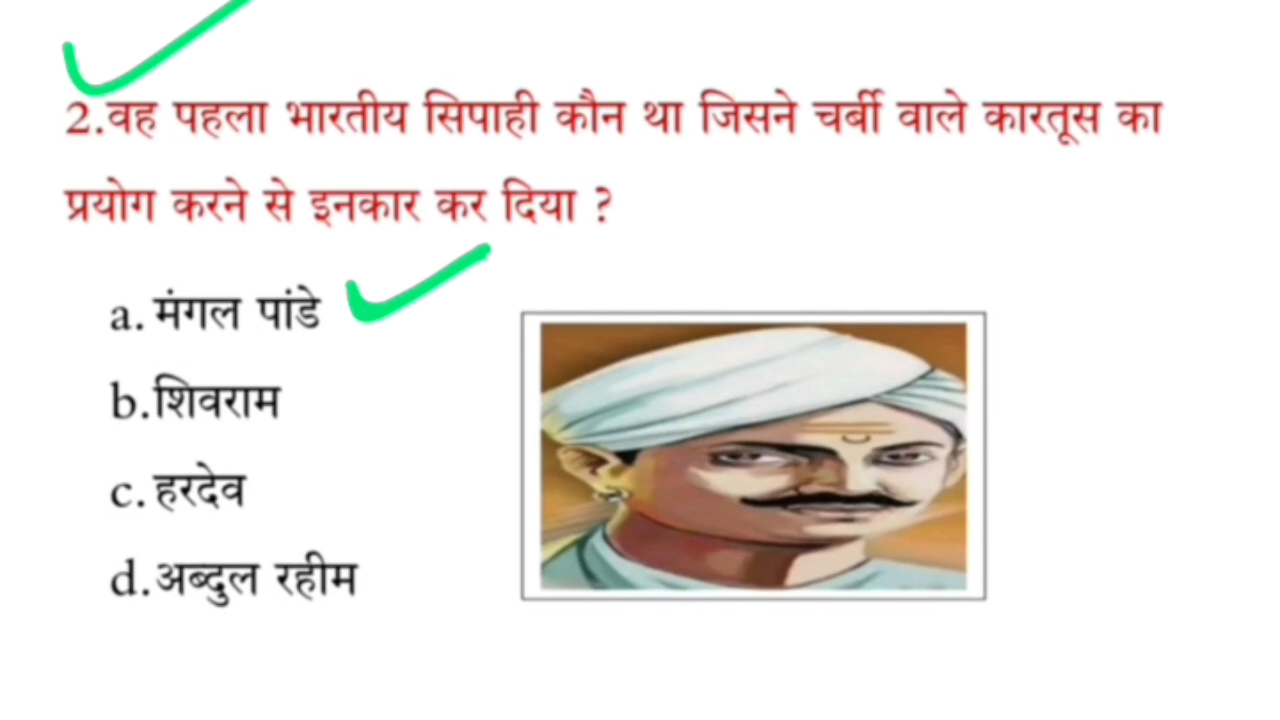 2.वह पहला भारतीय सिपाही कौन था जिसने चर्बी वाले कारतूस का
प्रयोग करने से इनकार कर दिया ?
a. मंगल पांडे
b.शिवराम
c. हरदेव
d.अब्दुल रहीम